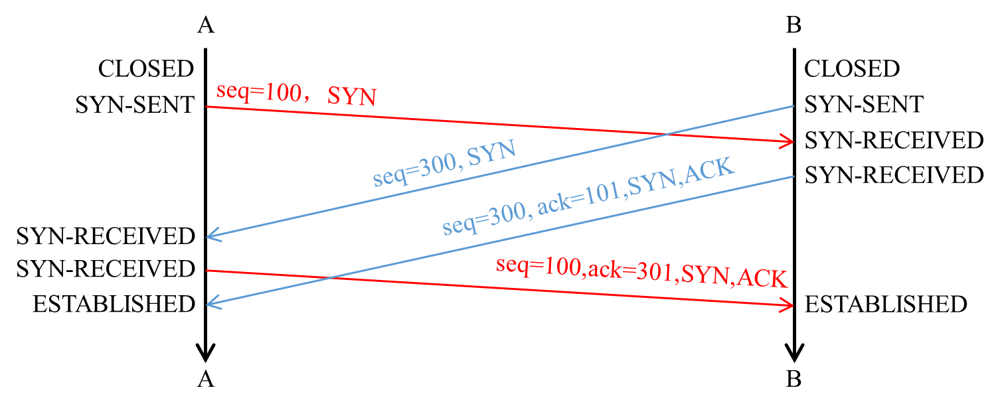 A
B
CLOSED
CLOSED
seq=100， SYN
SYN-SENT
SYN-SENT
SYN-RECEIVED
seq=300, SYN
SYN-RECEIVED
seq=300, ack=101,SYN,ACK
SYN-RECEIVED
SYN-RECEIVED
seq=100,ack=301,SYN,ACK
ESTABLISHED
ESTABLISHED
A
B